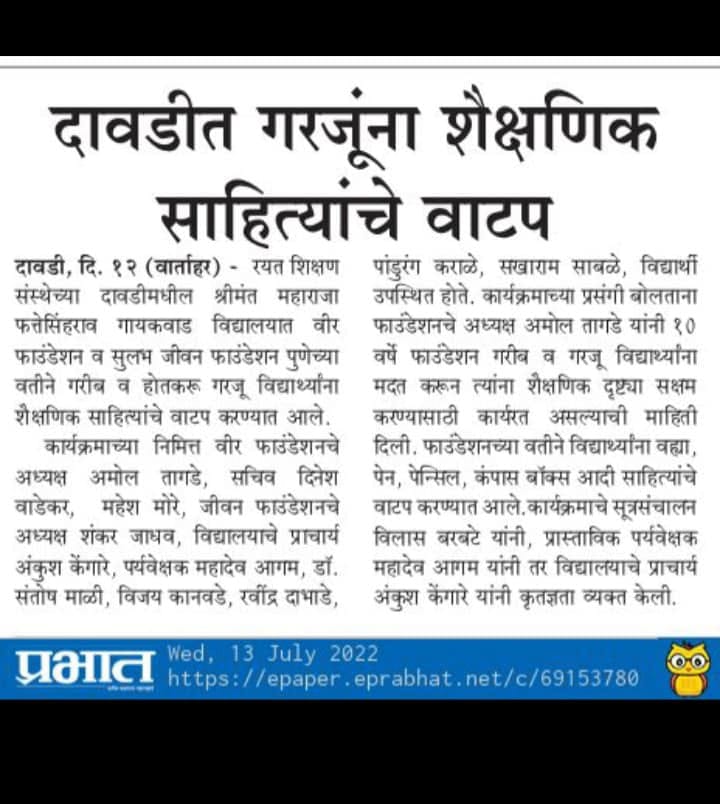 दावडीत गरजूंना शैक्षणिक
साहित्यांचे वाटप
दावडी, दि. १२ (वार्ताहर) - रयत शिक्षण
संस्थेच्या दावडीमधील श्रीमंत महाराजा
फत्तेसिंहराव गायकवाड विद्यालयात वीर
फाउंडेशन व सुलभ जीवन फाउंडेशन पुणेच्या
वतीने गरीब व होतकरू गरजू विद्यार्थ्यांना
शैक्षणिक साहित्यांचे वाटप करण्यात आले.
कार्यक्रमाच्या निमित्त वीर फाउंडेशनचे
अध्यक्ष अमोल तागडे, सचिव दिनेश
वाडेकर, महेश मोरे, जीवन फाउंडेशनचे
अध्यक्ष शंकर जाधव, विद्यालयाचे प्राचार्य
अंकुश केंगारे, पर्यवेक्षक महादेव आगम, डॉ.
संतोष माळी, विजय कानवडे, रवींद्र दाभाडे,
पांडुरंग कराळे, सखाराम साबळे, विद्यार्थी
उपस्थित होते. कार्यक्रमाच्या प्रसंगी बोलताना
फाउंडेशनचे अध्यक्ष अमोल तागडे यांनी १०
वर्षे फाउंडेशन गरीब व गरजू विद्यार्थ्यांना
मदत करून त्यांना शैक्षणिक दृष्ट्या सक्षम
करण्यासाठी कार्यरत असल्याची माहिती
दिली. फाउंडेशनच्या वतीने विद्यार्थ्यांना वह्या,
पेन, पेन्सिल, कंपास बॉक्स आदी साहित्यांचे
वाटप करण्यात आले.कार्यक्रमाचे सूत्रसंचालन
विलास बरबटे यांनी, प्रास्ताविक पर्यवेक्षक
महादेव आगम यांनी तर विद्यालयाचे प्राचार्य
अंकुश केंगारे यांनी कृतज्ञता व्यक्त केली.
प्रभात
Wed, 13 July 2022
https://epaper.eprabhat.net/c/69153780